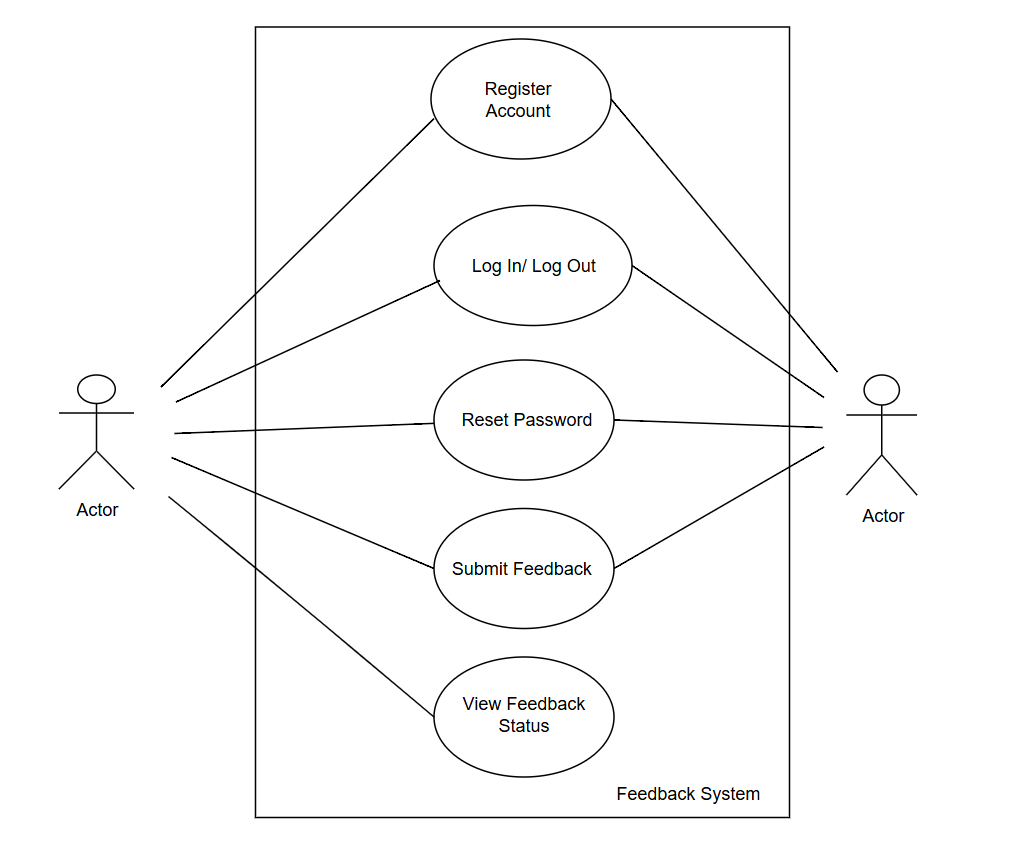 Register
Account
Log In/ Log Out
Reset Password
Actor
Actor
Submit Feedback
View Feedback
Status
Feedback System